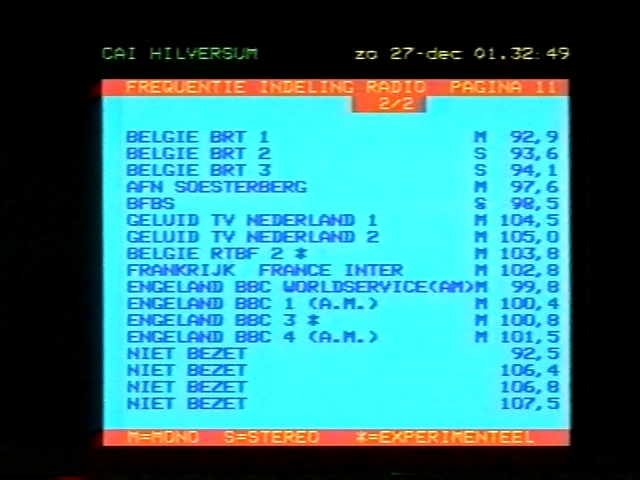 CAI HILVERSUM zo 27-dec 01.32:49
FREQUENTIE INDELING RADIO PAGINA 11
2/2
BELGIE BRT 1 M 92,9
BELGIE BRT 2 S 93,6
BELGIE BRT 3 S 94,1
AFN SOESTERBERG M 97,6
BFBS S 98,5
GELUID TV NEDERLAND 1 M 104,5
GELUID TV NEDERLAND 2 M 105,0
BELGIE RTBF 2 * M 103,8
FRANKRIJK FRANCE INTER M 102,8
ENGELAND BBC WORLDSERVICE(AM)M 99,8
ENGELAND BBC 1 (A.M.) M 100,4
ENGELAND BBC 3 * M 100,8
ENGELAND BBC 4 (A.M.) M 101,5
NIET BEZET 92,5
NIET BEZET 106,4
NIET BEZET 106,8
NIET BEZET 107,5
M=MONO S=STEREO *=EXPERIMENTEEL